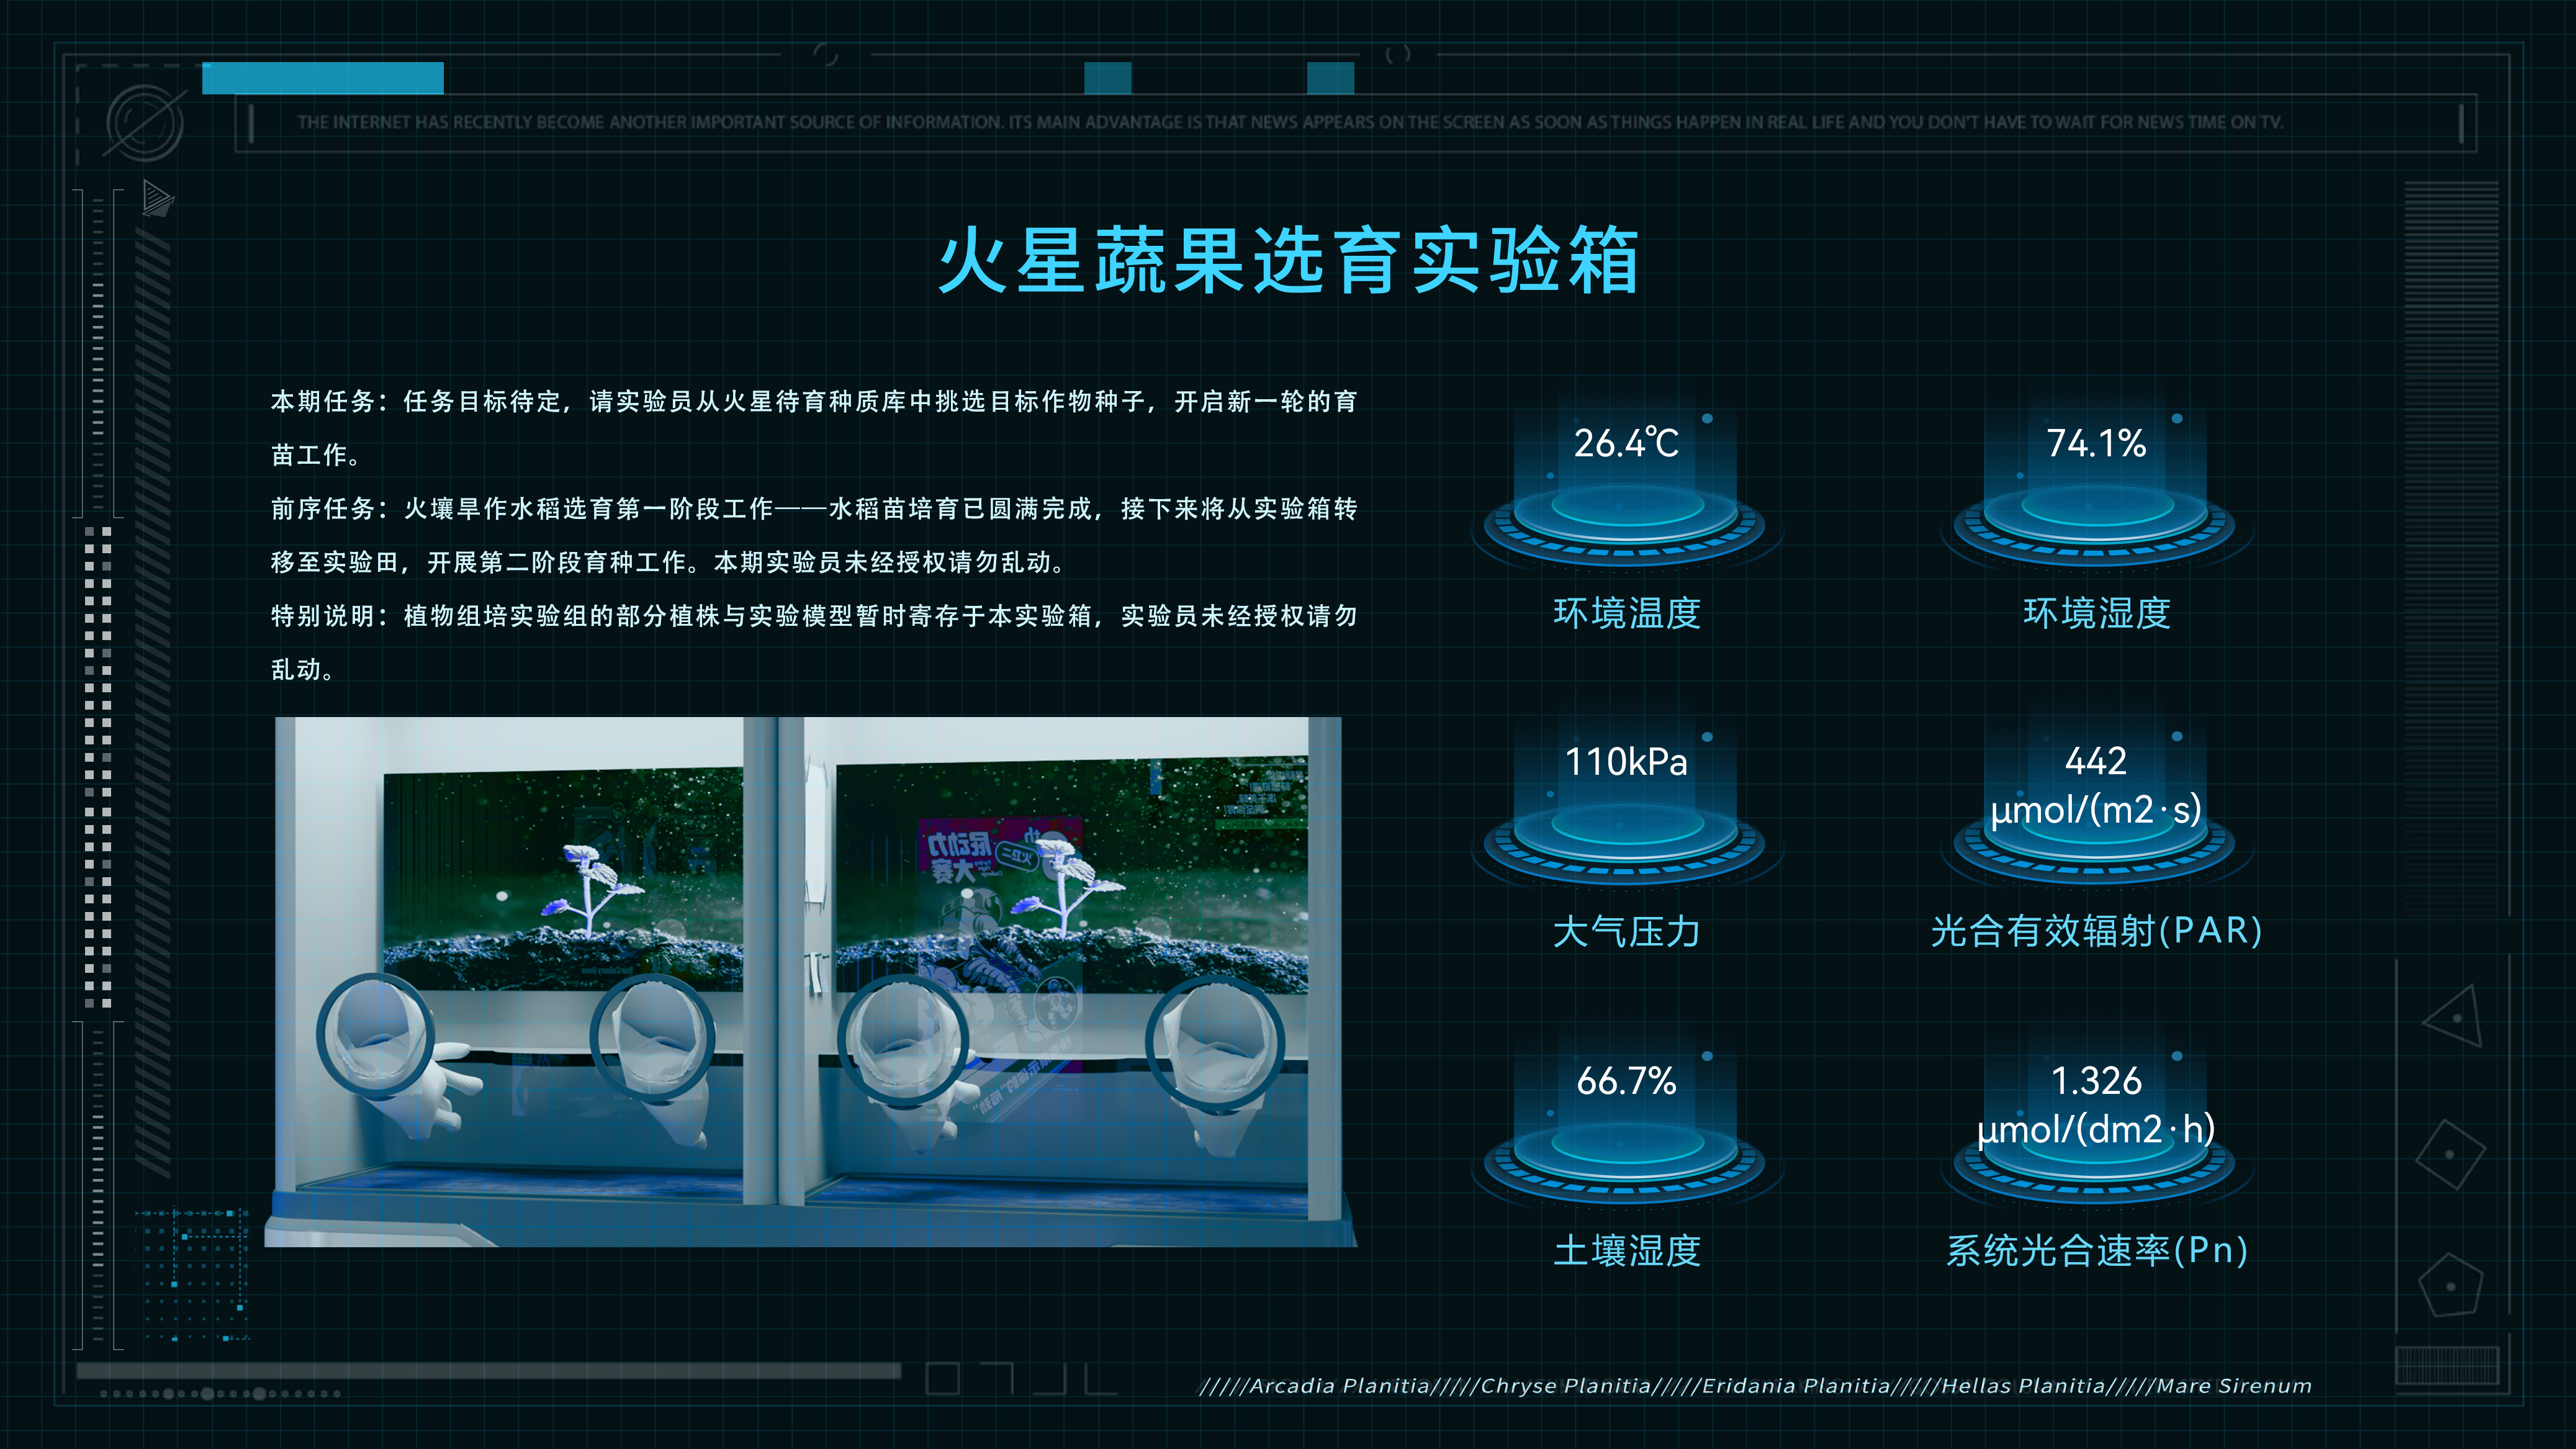 THE INTERNET HAS RECENTLY BECOME ANOTHER IMPORTANT SOURCE OF INFORMATION. ITS MAIN ADVANTAGE IS THAT NEWS APPEARS ON THE SCREEN AS SOON AS THINGS HAPPEN IN REAL LIFE AND YOU DON'T HAVE TO WAIT FOR NEWS TIME ON TV.
火星蔬果选育实验箱
本期任务：任务目标待定，请实验员从火星待育种质库中挑选目标作物种子，开启新一轮的育
苗工作。
前序任务：火壤旱作水稻选育第一阶段工作——水稻苗培育已圆满完成，接下来将从实验箱转
移至实验田，开展第二阶段育种工作。本期实验员未经授权请勿乱动。
特别说明：植物组培实验组的部分植株与实验模型暂时寄存于本实验箱，实验员未经授权请勿
乱动。
26.4℃
环境温度
74.1%
环境湿度
110kPa
大气压力
442
μmol/(m2·s)
光合有效辐射(PAR)
66.7%
土壤湿度
1.326
μmol/(dm2·h)
系统光合速率(Pn)
火卫二
动力
大赛
/////Arcadia Planitia/////Chryse Planitia/////Eridania Planitia/////Hellas Planitia/////Mare Sirenum